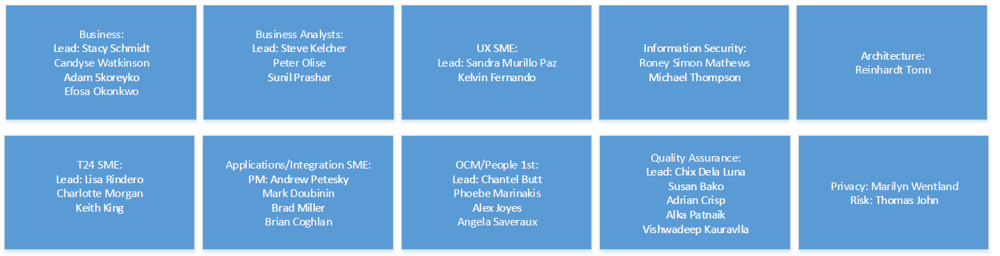 Business:
Lead: Stacy Schmidt
Candyse Watkinson
Adam Skoreyko
Efosa Okonkwo
Business Analysts:
Lead: Steve Kelcher
Peter Olise
Sunil Prashar
UX SME:
Lead: Sandra Murillo Paz
Kelvin Fernando
Information Security:
Roney Simon Mathews
Michael Thompson
Architecture:
Reinhardt Tonn
T24 SME:
Lead: Lisa Rindero
Charlotte Morgan
Keith King
Applications/Integration SME:
PM: Andrew Petesky
Mark Doubinin
Brad Miller
Brian Coghlan
OCM/People 1st:
Lead: Chantel Butt
Phoebe Marinakis
Alex Joyes
Angela Saveraux
Quality Assurance:
Lead: Chix Dela Luna
Susan Bako
Adrian Crisp
Alka Patnaik
Vishwadeep Kauravlla
Privacy: Marilyn Wentland
Risk: Thomas John